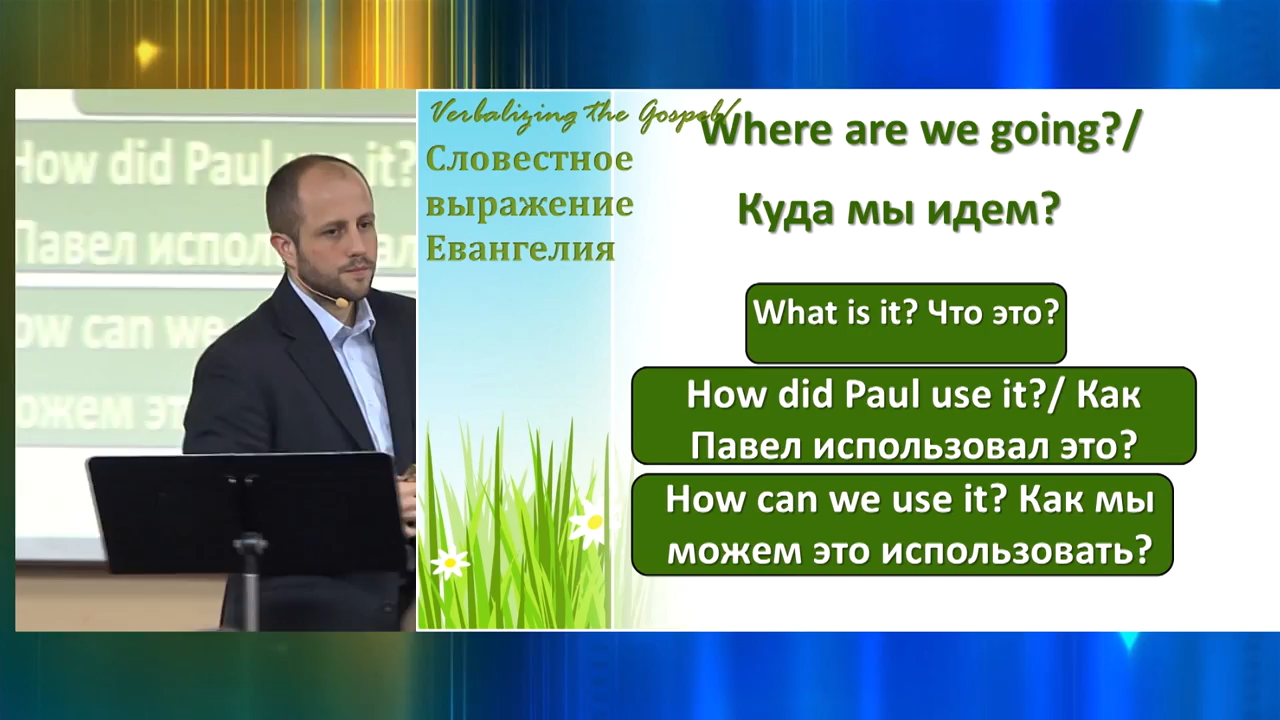 How did Paul use it?
Павел использовал
ow can we
ожем эт
Verbalizing the Gospel/
Словестное
выражение
Евангелия
Where are we going?/
Куда мы идем?
What is it? Что это?
How did Paul use it?/ Как
Павел использовал это?
How can we use it? Как мы
можем это использовать?